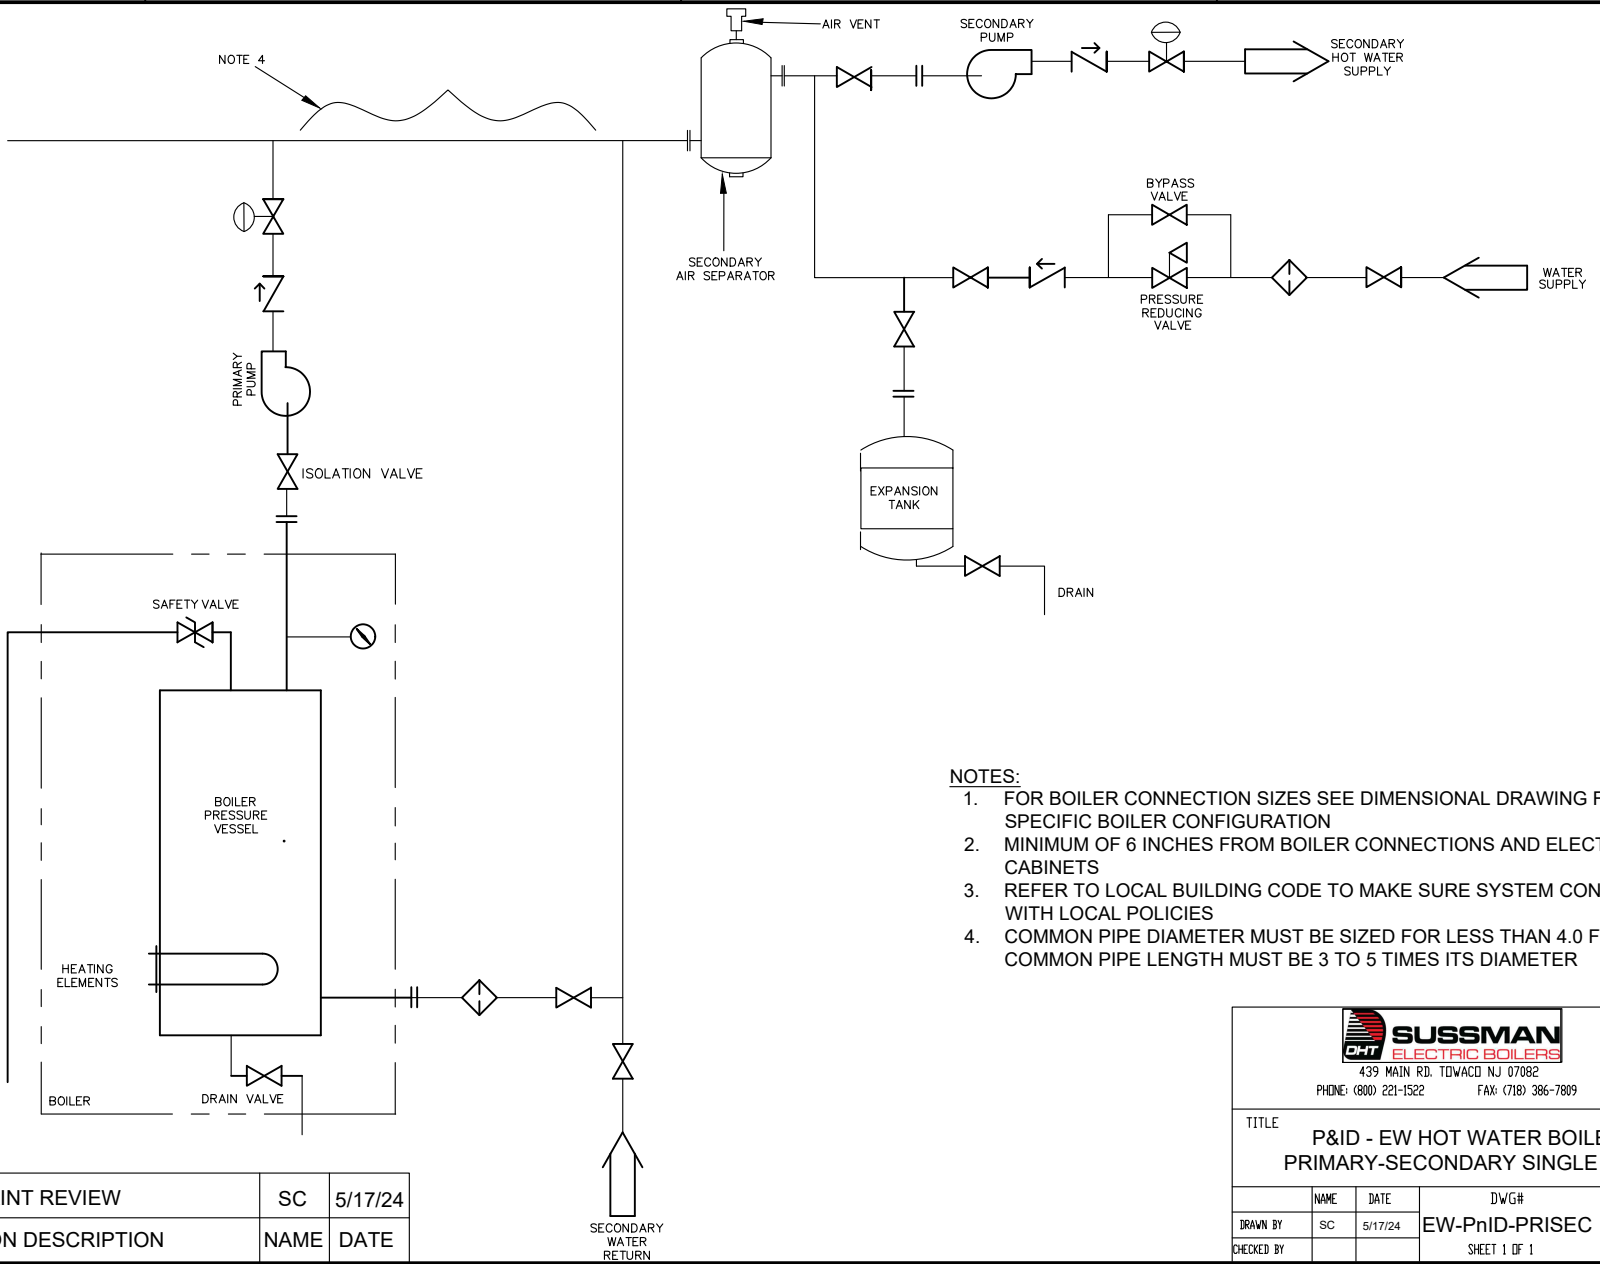 AIR VENT
SECONDARY
PUMP
SECONDARY
HOT WATER
SUPPLY
NOTE 4
BYPASS
VALVE
SECONDARY
AIR SEPARATOR
WATER
SUPPLY
PRESSURE
REDUCING
VALVE
PRIMARY
PUMP
ISOLATION VALVE
EXPANSION
TANK
DRAIN
SAFETY VALVE
BOILER
PRESSURE
VESSEL
HEATING
ELEMENTS
BOILER
DRAIN VALVE
SECONDARY
WATER
RETURN
NOTES:
1. FOR BOILER CONNECTION SIZES SEE DIMENSIONAL DRAWING F
SPECIFIC BOILER CONFIGURATION
2. MINIMUM OF 6 INCHES FROM BOILER CONNECTIONS AND ELECT
CABINETS
3. REFER TO LOCAL BUILDING CODE TO MAKE SURE SYSTEM CON
WITH LOCAL POLICIES
4. COMMON PIPE DIAMETER MUST BE SIZED FOR LESS THAN 4.0 F
COMMON PIPE LENGTH MUST BE 3 TO 5 TIMES ITS DIAMETER
INT REVIEW SC 5/17/24
ON DESCRIPTION NAME DATE
DHT SUSSMAN
ELECTRIC BOILERS
439 MAIN RD. TOWACO NJ 07082
PHONE: (800) 221-1522 FAX: (718) 386-7809
TITLE
P&ID - EW HOT WATER BOILE
PRIMARY-SECONDARY SINGLE
NAME DATE DWG#
DRAWN BY SC 5/17/24 EW-PnID-PRISEC
CHECKED BY SHEET 1 OF 1